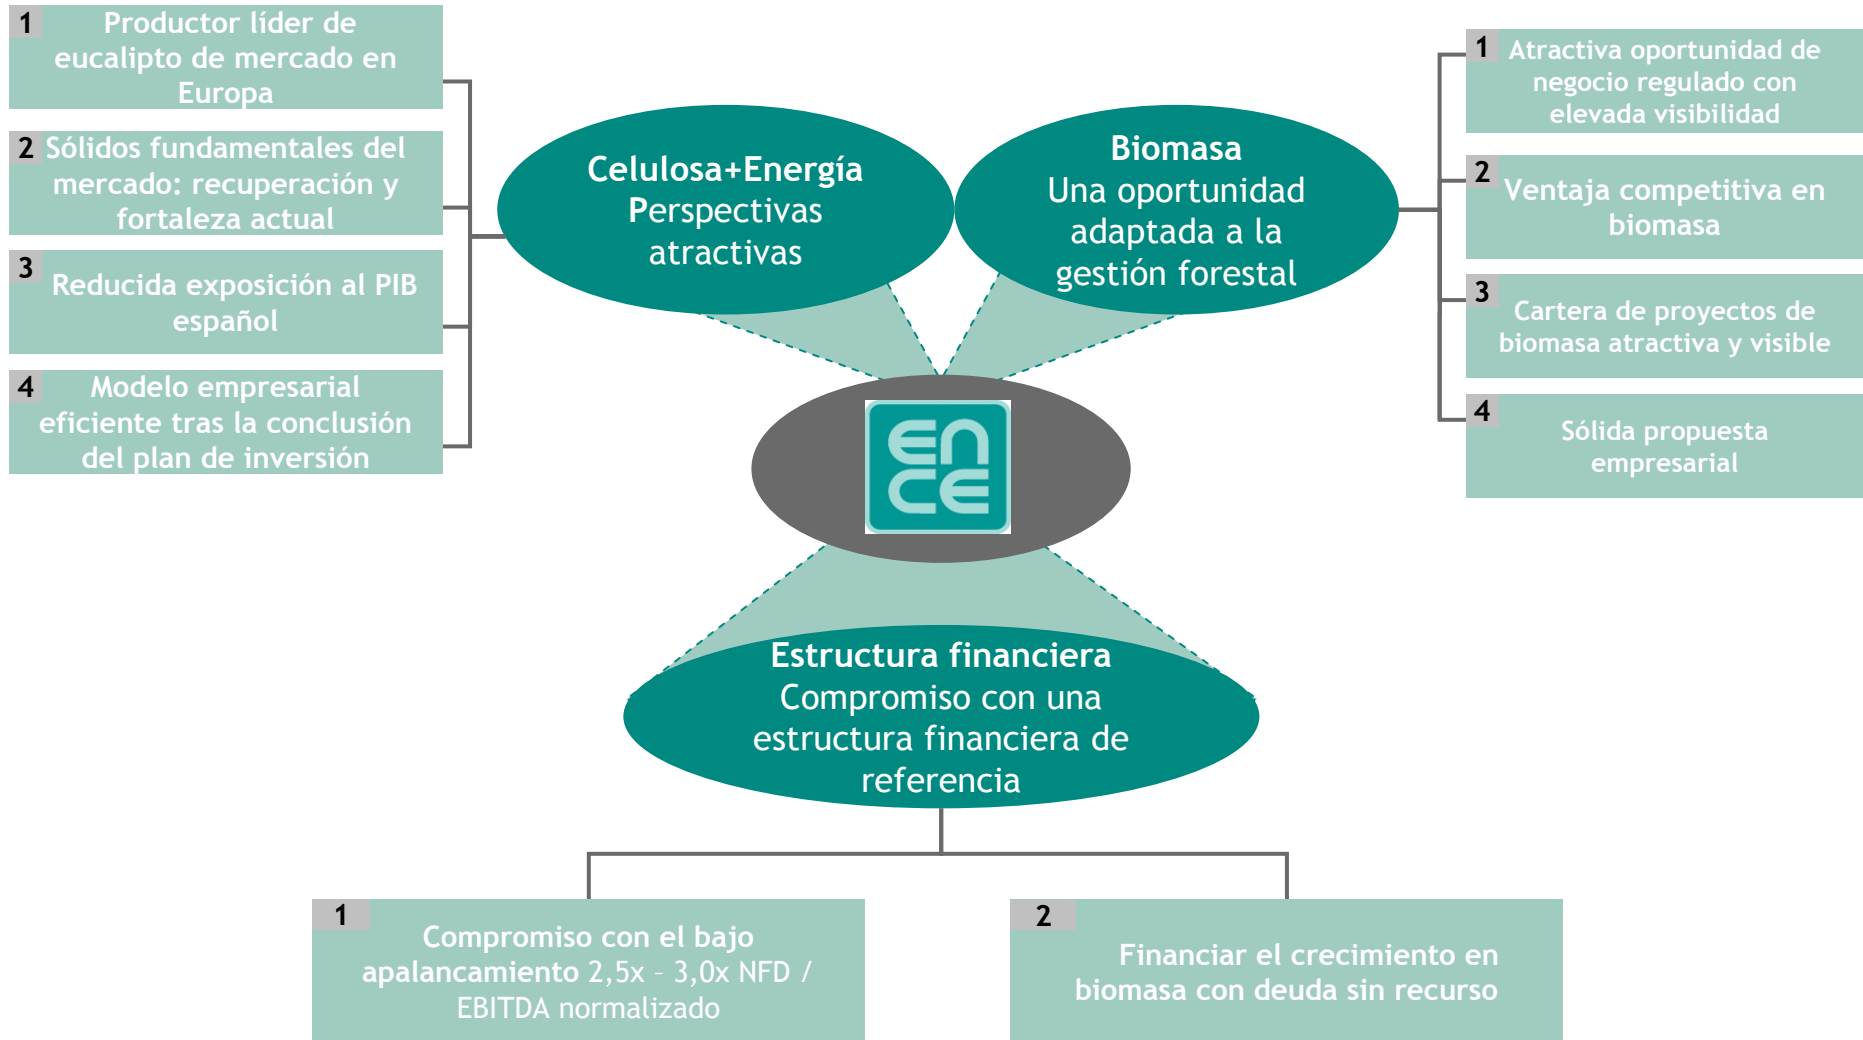 1
Productor líder de
eucalipto de mercado en
Europa
2
Sólidos fundamentales del
mercado: recuperación y
fortaleza actual
3
Reducida exposición al PIB
español
4
Modelo empresarial
eficiente tras la conclusión
del plan de inversión
Celulosa+Energía
Perspectivas
atractivas
Biomasa
Una oportunidad
adaptada a la
gestión forestal
1
Atractiva oportunidad de
negocio regulado con
elevada visibilidad
2
Ventaja competitiva en
biomasa
3
Cartera de proyectos de
biomasa atractiva y visible
4
Sólida propuesta
empresarial
en
ce
Estructura financiera
Compromiso con una
estructura financiera de
referencia
1
Compromiso con el bajo
apalancamiento 2,5x – 3,0x NFD /
EBITDA normalizado
2
Financiar el crecimiento en
biomasa con deuda sin recurso